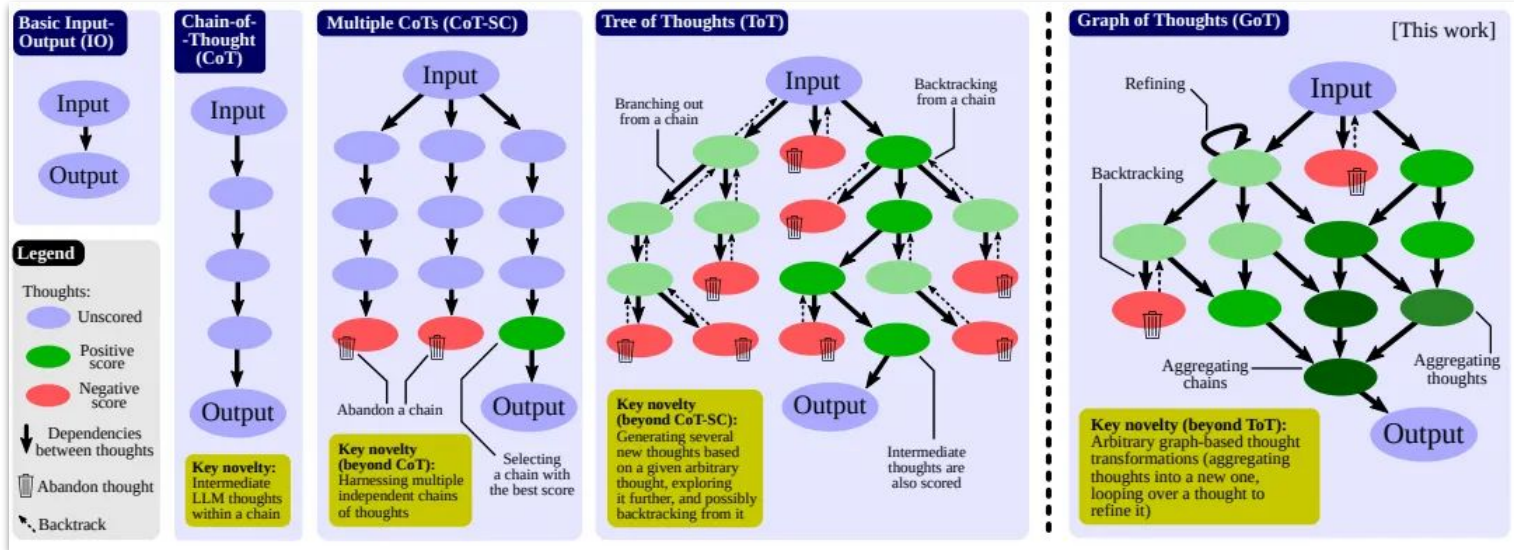 Basic Input-
Output (IO)
Input
Output
Legend
Thoughts:
Unscored
Positive
score
Negative
score
Dependencies
between thoughts
Abandon thought
Backtrack
Chain-of-
-Thought
(CoT)
Input
Output
Key novelty:
Intermediate
LLM thoughts
within a chain
Multiple CoTs (CoT-SC)
Input
Abandon a chain
Output
Key novelty
(beyond CoT):
Harnessing multiple
independent chains
of thoughts
Selecting
a chain with
the best score
Tree of Thoughts (ToT)
Input
Branching out
from a chain
Backtracking
from a chain
Output
Key novelty
(beyond CoT-SC):
Generating several
new thoughts based
on a given arbitrary
thought, exploring
it further, and possibly
backtracking from it
Intermediate
thoughts are
also scored
Graph of Thoughts (GoT)
[This work]
Refining
Input
Backtracking
Aggregating
chains
Aggregating
thoughts
Output
Key novelty (beyond ToT):
Arbitrary graph-based thought
transformations (aggregating
thoughts into a new one,
looping over a thought to
refine it)